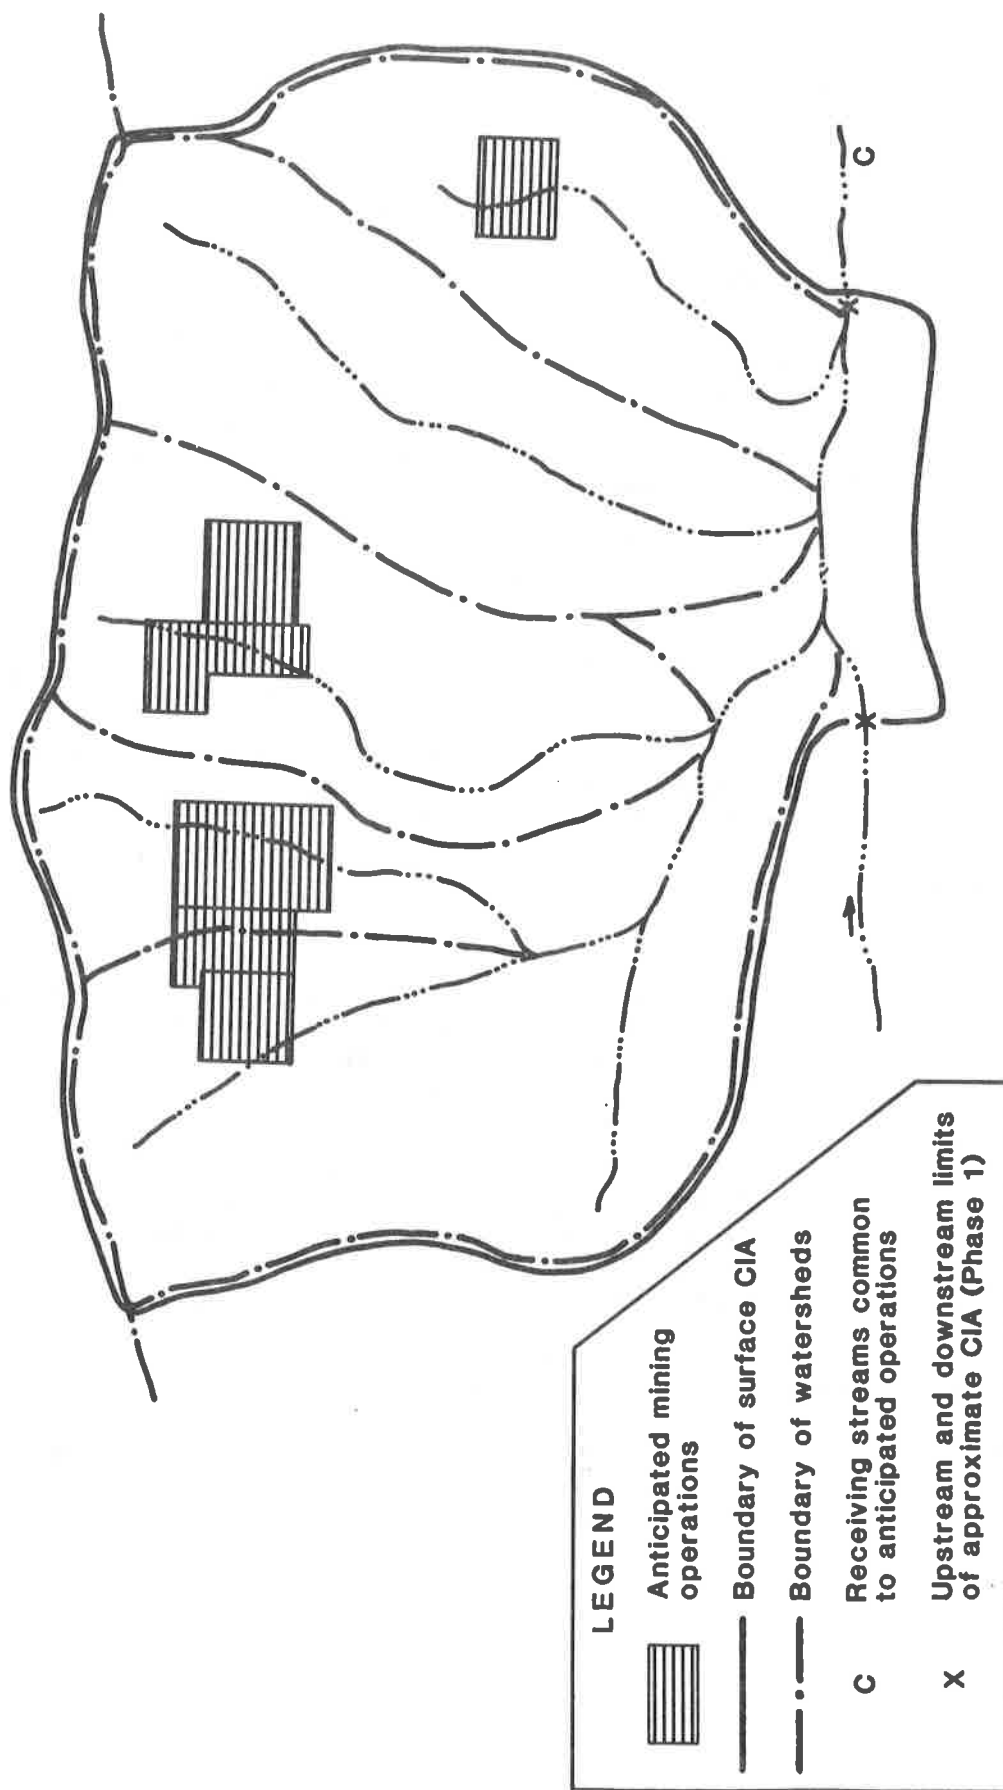 C
X
X
LEGEND
Anticipated mining
operations
Boundary of surface CIA
Boundary of watersheds
C Receiving streams common
to anticipated operations
X Upstream and downstream limits
of approximate CIA (Phase 1)